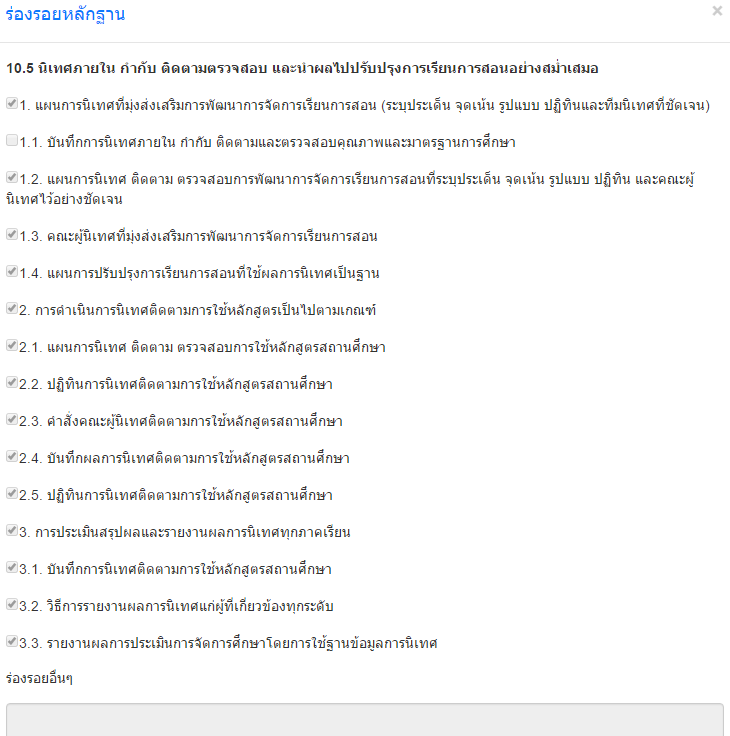 ร่องรอยหลักฐาน
×
10.5 นิเทศภายใน กำกับ ติดตามตรวจสอบ และนำผลไปปรับปรุงการเรียนการสอนอย่างสม่ำเสมอ
1. แผนการนิเทศที่มุ่งส่งเสริมการพัฒนาการจัดการเรียนการสอน (ระบุประเด็น จุดเน้น รูปแบบ ปฏิทินและทีมนิเทศที่ชัดเจน)
1.1. บันทึกการนิเทศภายใน กำกับ ติดตามและตรวจสอบคุณภาพและมาตรฐานการศึกษา
1.2. แผนการนิเทศ ติดตาม ตรวจสอบการพัฒนาการจัดการเรียนการสอนที่ระบุประเด็น จุดเน้น รูปแบบ ปฏิทิน และคณะผู้
นิเทศไว้อย่างชัดเจน
1.3. คณะผู้นิเทศที่มุ่งส่งเสริมการพัฒนาการจัดการเรียนการสอน
1.4. แผนการปรับปรุงการเรียนการสอนที่ใช้ผลการนิเทศเป็นฐาน
2. การดำเนินการนิเทศติดตามการใช้หลักสูตรเป็นไปตามเกณฑ์
2.1. แผนการนิเทศ ติดตาม ตรวจสอบการใช้หลักสูตรสถานศึกษา
2.2. ปฏิทินการนิเทศติดตามการใช้หลักสูตรสถานศึกษา
2.3. คำสั่งคณะผู้นิเทศติดตามการใช้หลักสูตรสถานศึกษา
2.4. บันทึกผลการนิเทศติดตามการใช้หลักสูตรสถานศึกษา
2.5. ปฏิทินการนิเทศติดตามการใช้หลักสูตรสถานศึกษา
3. การประเมินสรุปผลและรายงานผลการนิเทศทุกภาคเรียน
3.1. บันทึกการนิเทศติดตามการใช้หลักสูตรสถานศึกษา
3.2. วิธีการรายงานผลการนิเทศแก่ผู้ที่เกี่ยวข้องทุกระดับ
3.3. รายงานผลการประเมินการจัดการศึกษาโดยการใช้ฐานข้อมูลการนิเทศ
ร่องรอยอื่นๆ